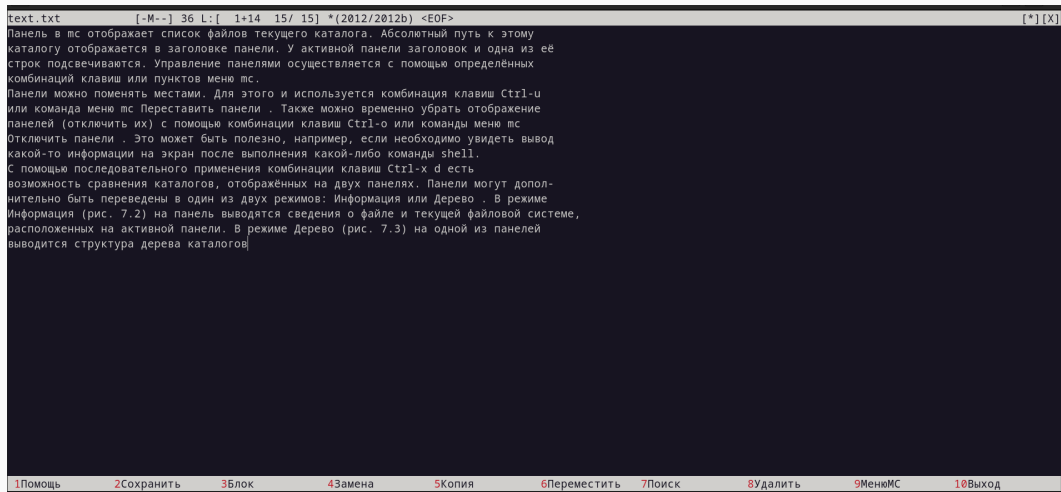 text.txt [-M--] 36 L:[ 1+14 15/ 15] *(2012/2012b) <EOF> [*][X]
Панель в mc отображает список файлов текущего каталога. Абсолютный путь к этому
каталогу отображается в заголовке панели. У активной панели заголовок и одна из её
строк подсвечиваются. Управление панелями осуществляется с помощью определённых
комбинаций клавиш или пунктов меню mc.
Панели можно поменять местами. Для этого и используется комбинация клавиш Ctrl-u
или команда меню mc Переставить панели . Также можно временно убрать отображение
панелей (отключить их) с помощью комбинации клавиш Ctrl-o или команды меню mc
Отключить панели . Это может быть полезно, например, если необходимо увидеть вывод
какой-то информации на экран после выполнения какой-либо команды shell.
С помощью последовательного применения комбинации клавиш Ctrl-x d есть
возможность сравнения каталогов, отображённых на двух панелях. Панели могут допол-
нительно быть переведены в один из двух режимов: Информация или Дерево . В режиме
Информация (рис. 7.2) на панель выводятся сведения о файле и текущей файловой системе,
расположенных на активной панели. В режиме Дерево (рис. 7.3) на одной из панелей
выводится структура дерева каталогов
1Помощь 2Сохранить 3Блок 4Замена 5Копия 6Переместить 7Поиск 8Удалить 9МенюMC 10Выход